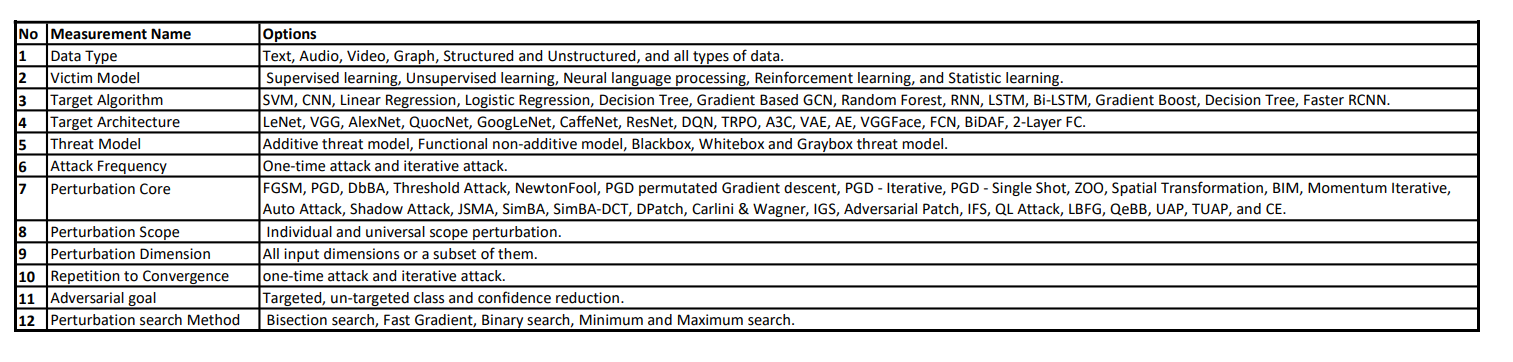 No Measurement Name Options
1 Data Type Text, Audio, Video, Graph, Structured and Unstructured, and all types of data.
2 Victim Model Supervised learning, Unsupervised learning, Neural language processing, Reinforcement learning, and Statistic learning.
3 Target Algorithm SVM, CNN, Linear Regression, Logistic Regression, Decision Tree, Gradient Based GCN, Random Forest, RNN, LSTM, Bi-LSTM, Gradient Boost, Decision Tree, Faster RCNN.
4 Target Architecture LeNet, VGG, AlexNet, QuocNet, GoogLeNet, CaffeNet, ResNet, DQN, TRPO, A3C, VAE, AE, VGGFace, FCN, BiDAF, 2-Layer FC.
5 Threat Model Additive threat model, Functional non-additive model, Blackbox, Whitebox and Graybox threat model.
6 Attack Frequency One-time attack and iterative attack.
7 Perturbation Core FGSM, PGD, DbBA, Threshold Attack, NewtonFool, PGD permutated Gradient descent, PGD - Iterative, PGD - Single Shot, ZOO, Spatial Transformation, BIM, Momentum Iterative,
Auto Attack, Shadow Attack, JSMA, SimBA, SimBA-DCT, DPatch, Carlini & Wagner, IGS, Adversarial Patch, IFS, QL Attack, LBFG, QeBB, UAP, TUAP, and CE.
8 Perturbation Scope Individual and universal scope perturbation.
9 Perturbation Dimension All input dimensions or a subset of them.
10 Repetition to Convergence one-time attack and iterative attack.
11 Adversarial goal Targeted, un-targeted class and confidence reduction.
12 Perturbation search Method Bisection search, Fast Gradient, Binary search, Minimum and Maximum search.